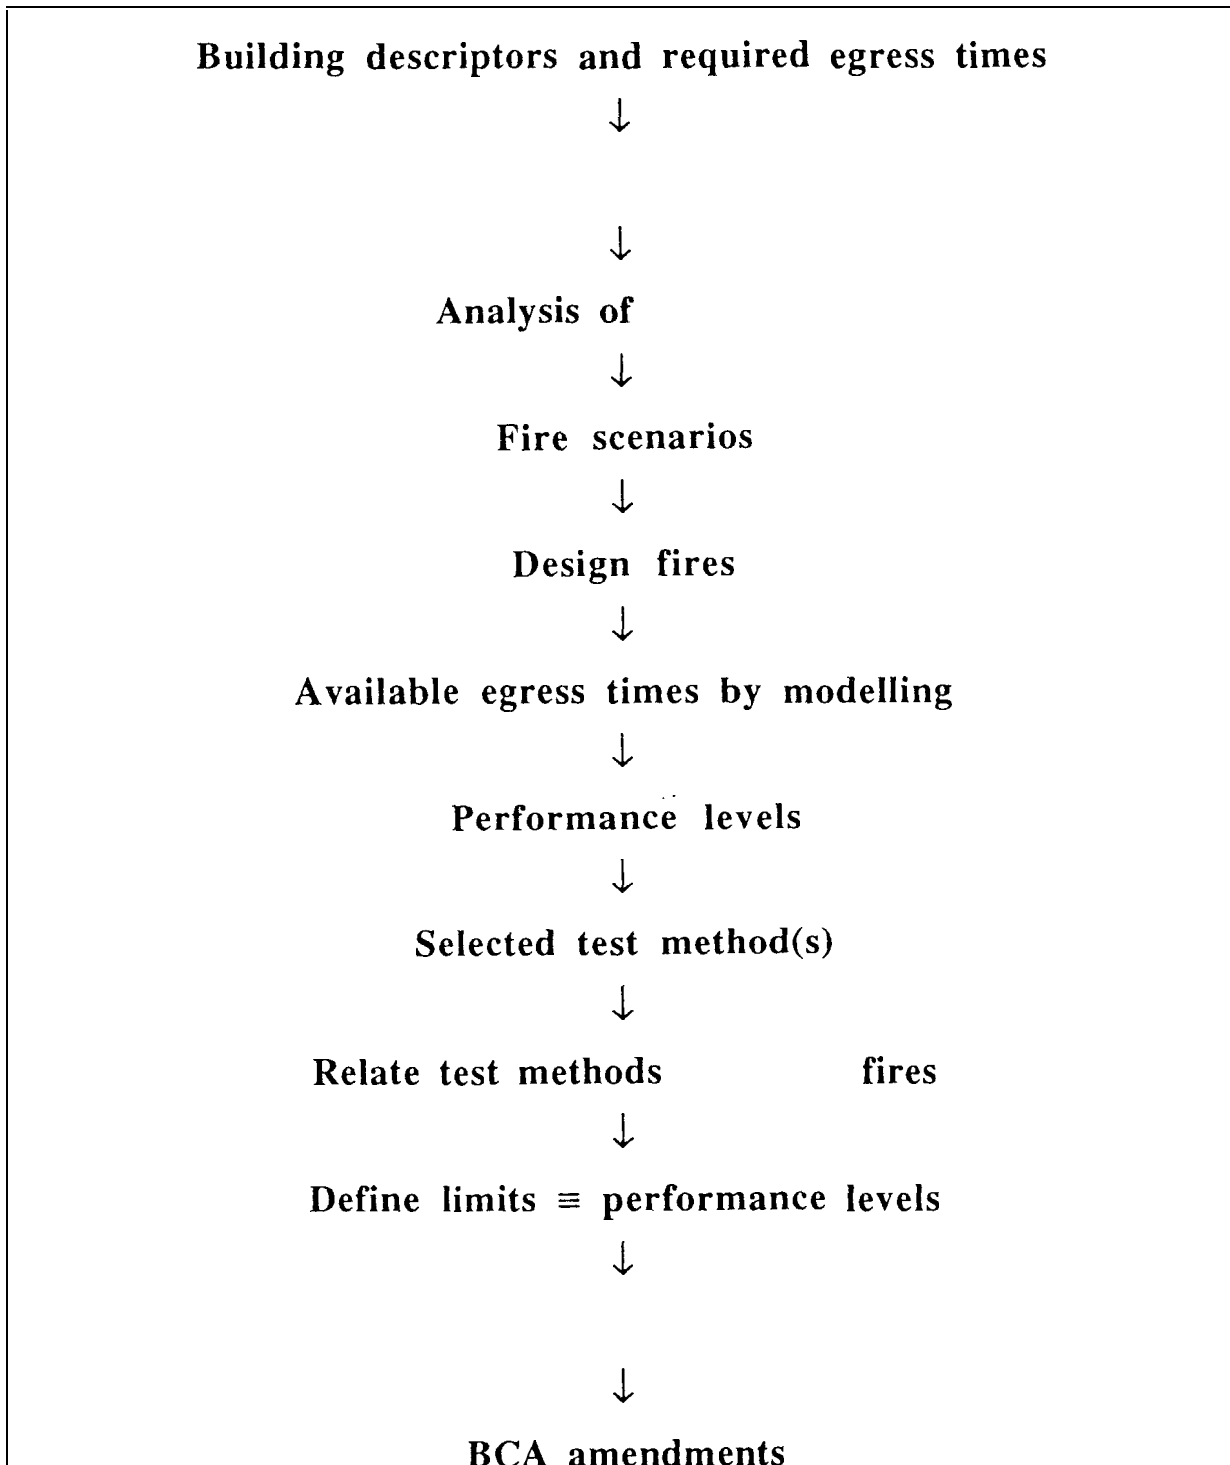 Building descriptors and required egress times
↓
↓
Analysis of
↓
Fire scenarios
↓
Design fires
↓
Available egress times by modelling
↓
Performance levels
↓
Selected test method(s)
↓
Relate test methods fires
↓
Define limits ≡ performance levels
↓
↓
BCA amendments